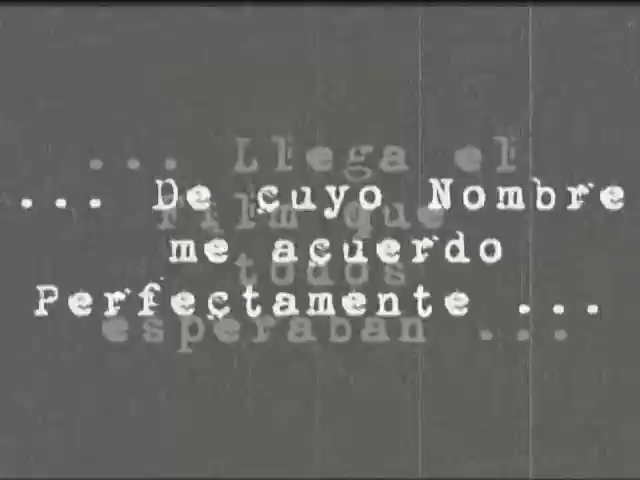 ... Llega el
... De cuyo Nombre
film que
me acuerdo
todos
Perfectamente ...
esperaban ...